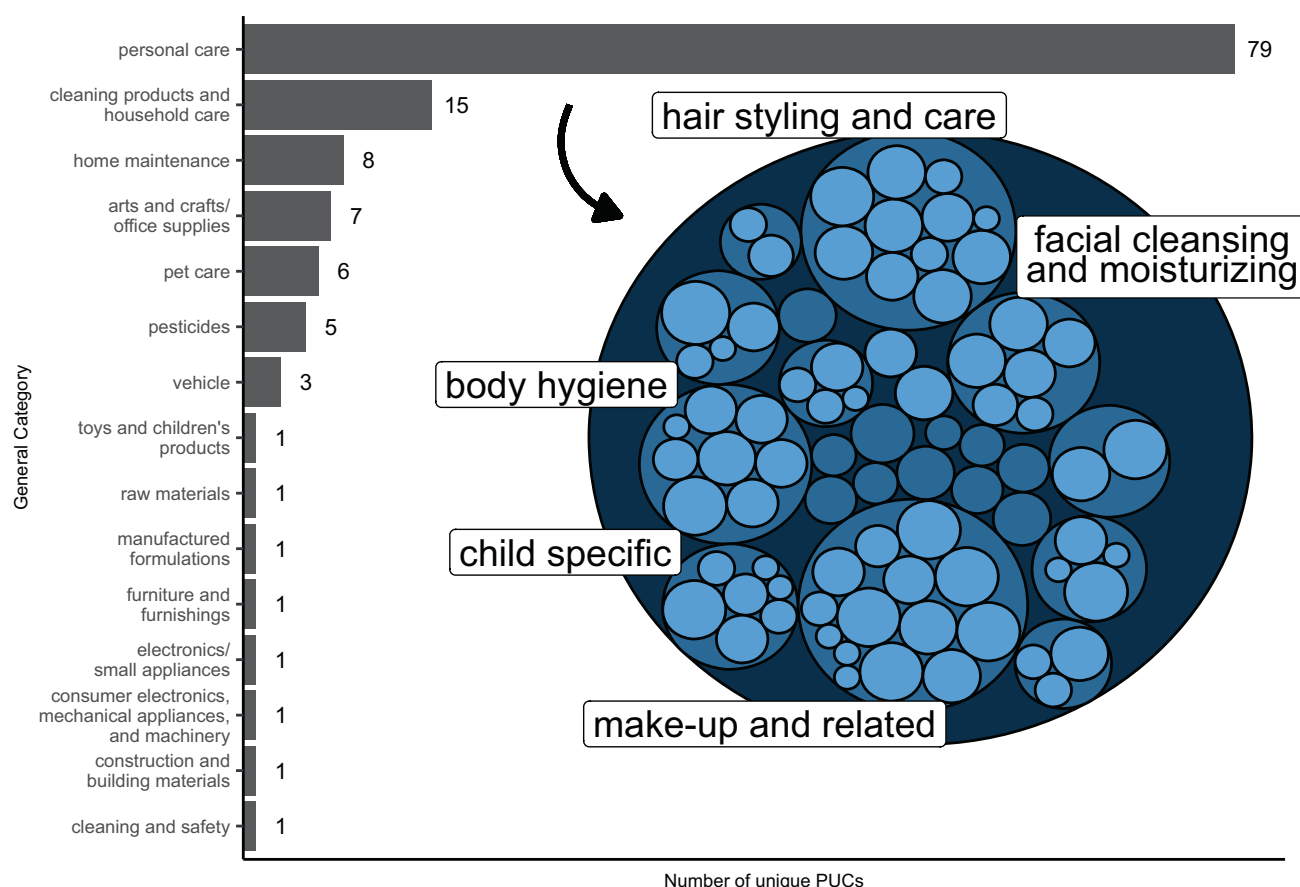 personal care
79
cleaning products and
household care
15
hair styling and care
home maintenance
8
arts and crafts/
office supplies
7
facial cleansing
and moisturizing
pet care
6
pesticides
5
vehicle
3
body hygiene
toys and children's
products
1
raw materials
1
manufactured
formulations
1
child specific
furniture and
furnishings
1
electronics/
small appliances
1
consumer electronics,
mechanical appliances,
and machinery
1
make-up and related
construction and
building materials
1
cleaning and safety
1
General Category
Number of unique PUCs